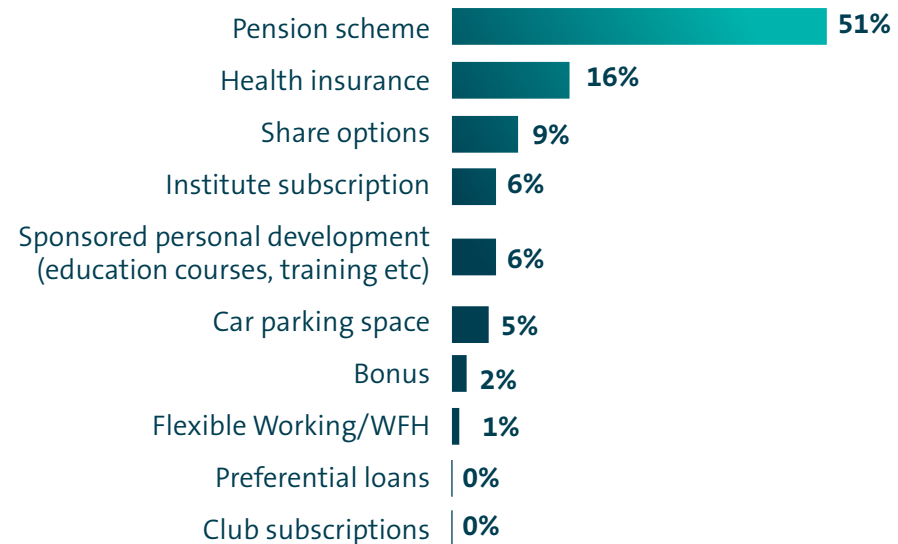 Pension scheme 51%
Health insurance 16%
Share options 9%
Institute subscription 6%
Sponsored personal development
(education courses, training etc) 6%
Car parking space 5%
Bonus 2%
Flexible Working/WFH 1%
Preferential loans 0%
Club subscriptions 0%